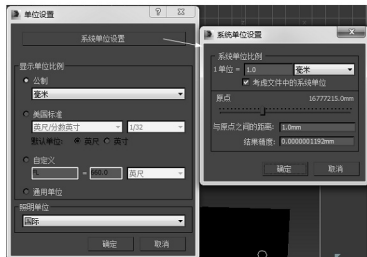 单位设置
系统单位设置
显示单位比例
公制
毫米
美国标准
英尺/分数英寸 1/32
默认单位: 英尺 英寸
自定义
= 660.0 英尺
通用单位
照明单位
国际
确定 取消
系统单位设置
系统单位比例
1 单位 = 1.0 毫米
考虑文件中的系统单位
原点 16777215.0mm
与原点之间的距离: 1.0mm
结果精度: 0.0000001192mm
确定 取消